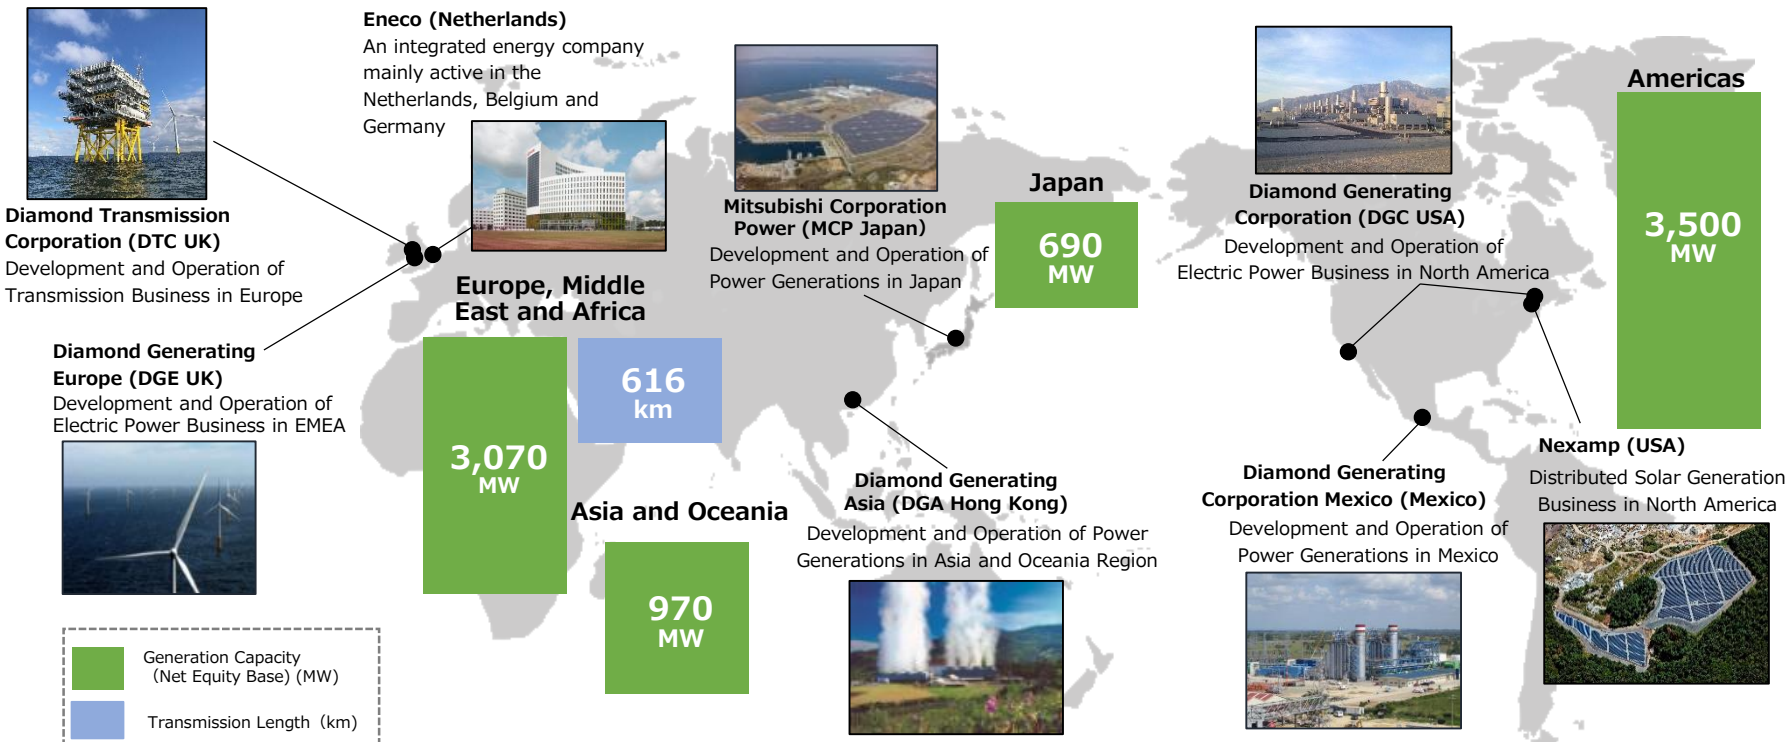 Eneco (Netherlands)
An integrated energy company
mainly active in the
Netherlands, Belgium and
Germany
Diamond Transmission
Corporation (DTC UK)
Development and Operation of
Transmission Business in Europe
Diamond Generating
Europe (DGE UK)
Development and Operation of
Electric Power Business in EMEA
Europe, Middle
East and Africa
3,070
MW
616
km
Mitsubishi Corporation
Power (MCP Japan)
Development and Operation of
Power Generations in Japan
Japan
690
MW
Asia and Oceania
970
MW
Diamond Generating
Asia (DGA Hong Kong)
Development and Operation of Power
Generations in Asia and Oceania Region
Diamond Generating
Corporation (DGC USA)
Development and Operation of
Electric Power Business in North America
Americas
3,500
MW
Diamond Generating
Corporation Mexico (Mexico)
Development and Operation of
Power Generations in Mexico
Nexamp (USA)
Distributed Solar Generation
Business in North America
Generation Capacity
(Net Equity Base) (MW)
Transmission Length (km)